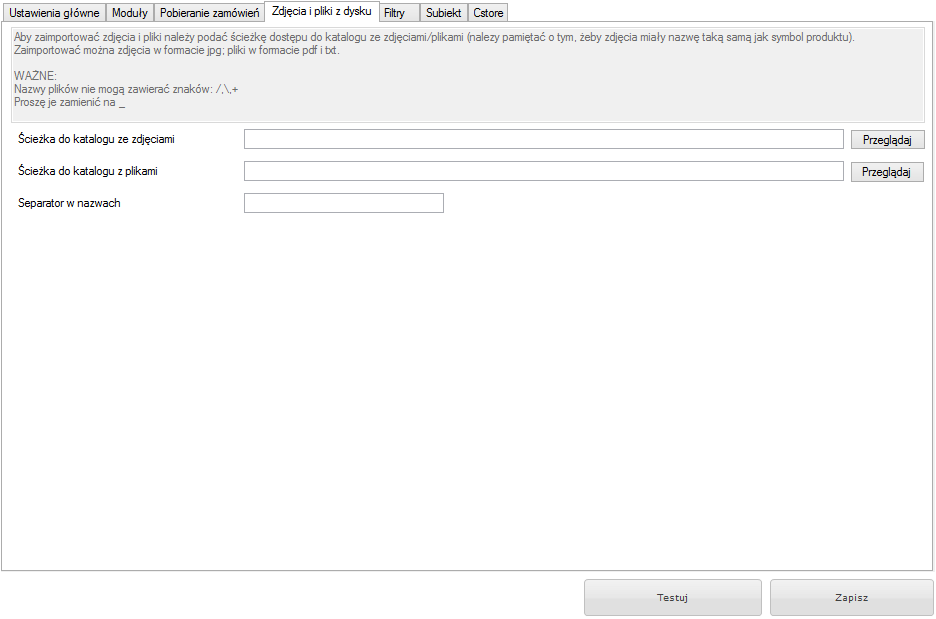 Ustawienia główne Moduły Pobieranie zamówień Zdjęcia i pliki z dysku Filtry Subiekt Cstore
Aby zaimportować zdjęcia i pliki należy podać ścieżkę dostępu do katalogu ze zdjęciami/plikami (nalezy pamiętać o tym, żeby zdjęcia miały nazwę taką samą jak symbol produktu).
Zaimportować można zdjęcia w formacie jpg; pliki w formacie pdf i txt.
WAŻNE:
Nazwy plików nie mogą zawierać znaków: /,\,+
Proszę je zamienić na _
Ścieżka do katalogu ze zdjęciami Przeglądaj
Ścieżka do katalogu z plikami Przeglądaj
Separator w nazwach
Testuj Zapisz